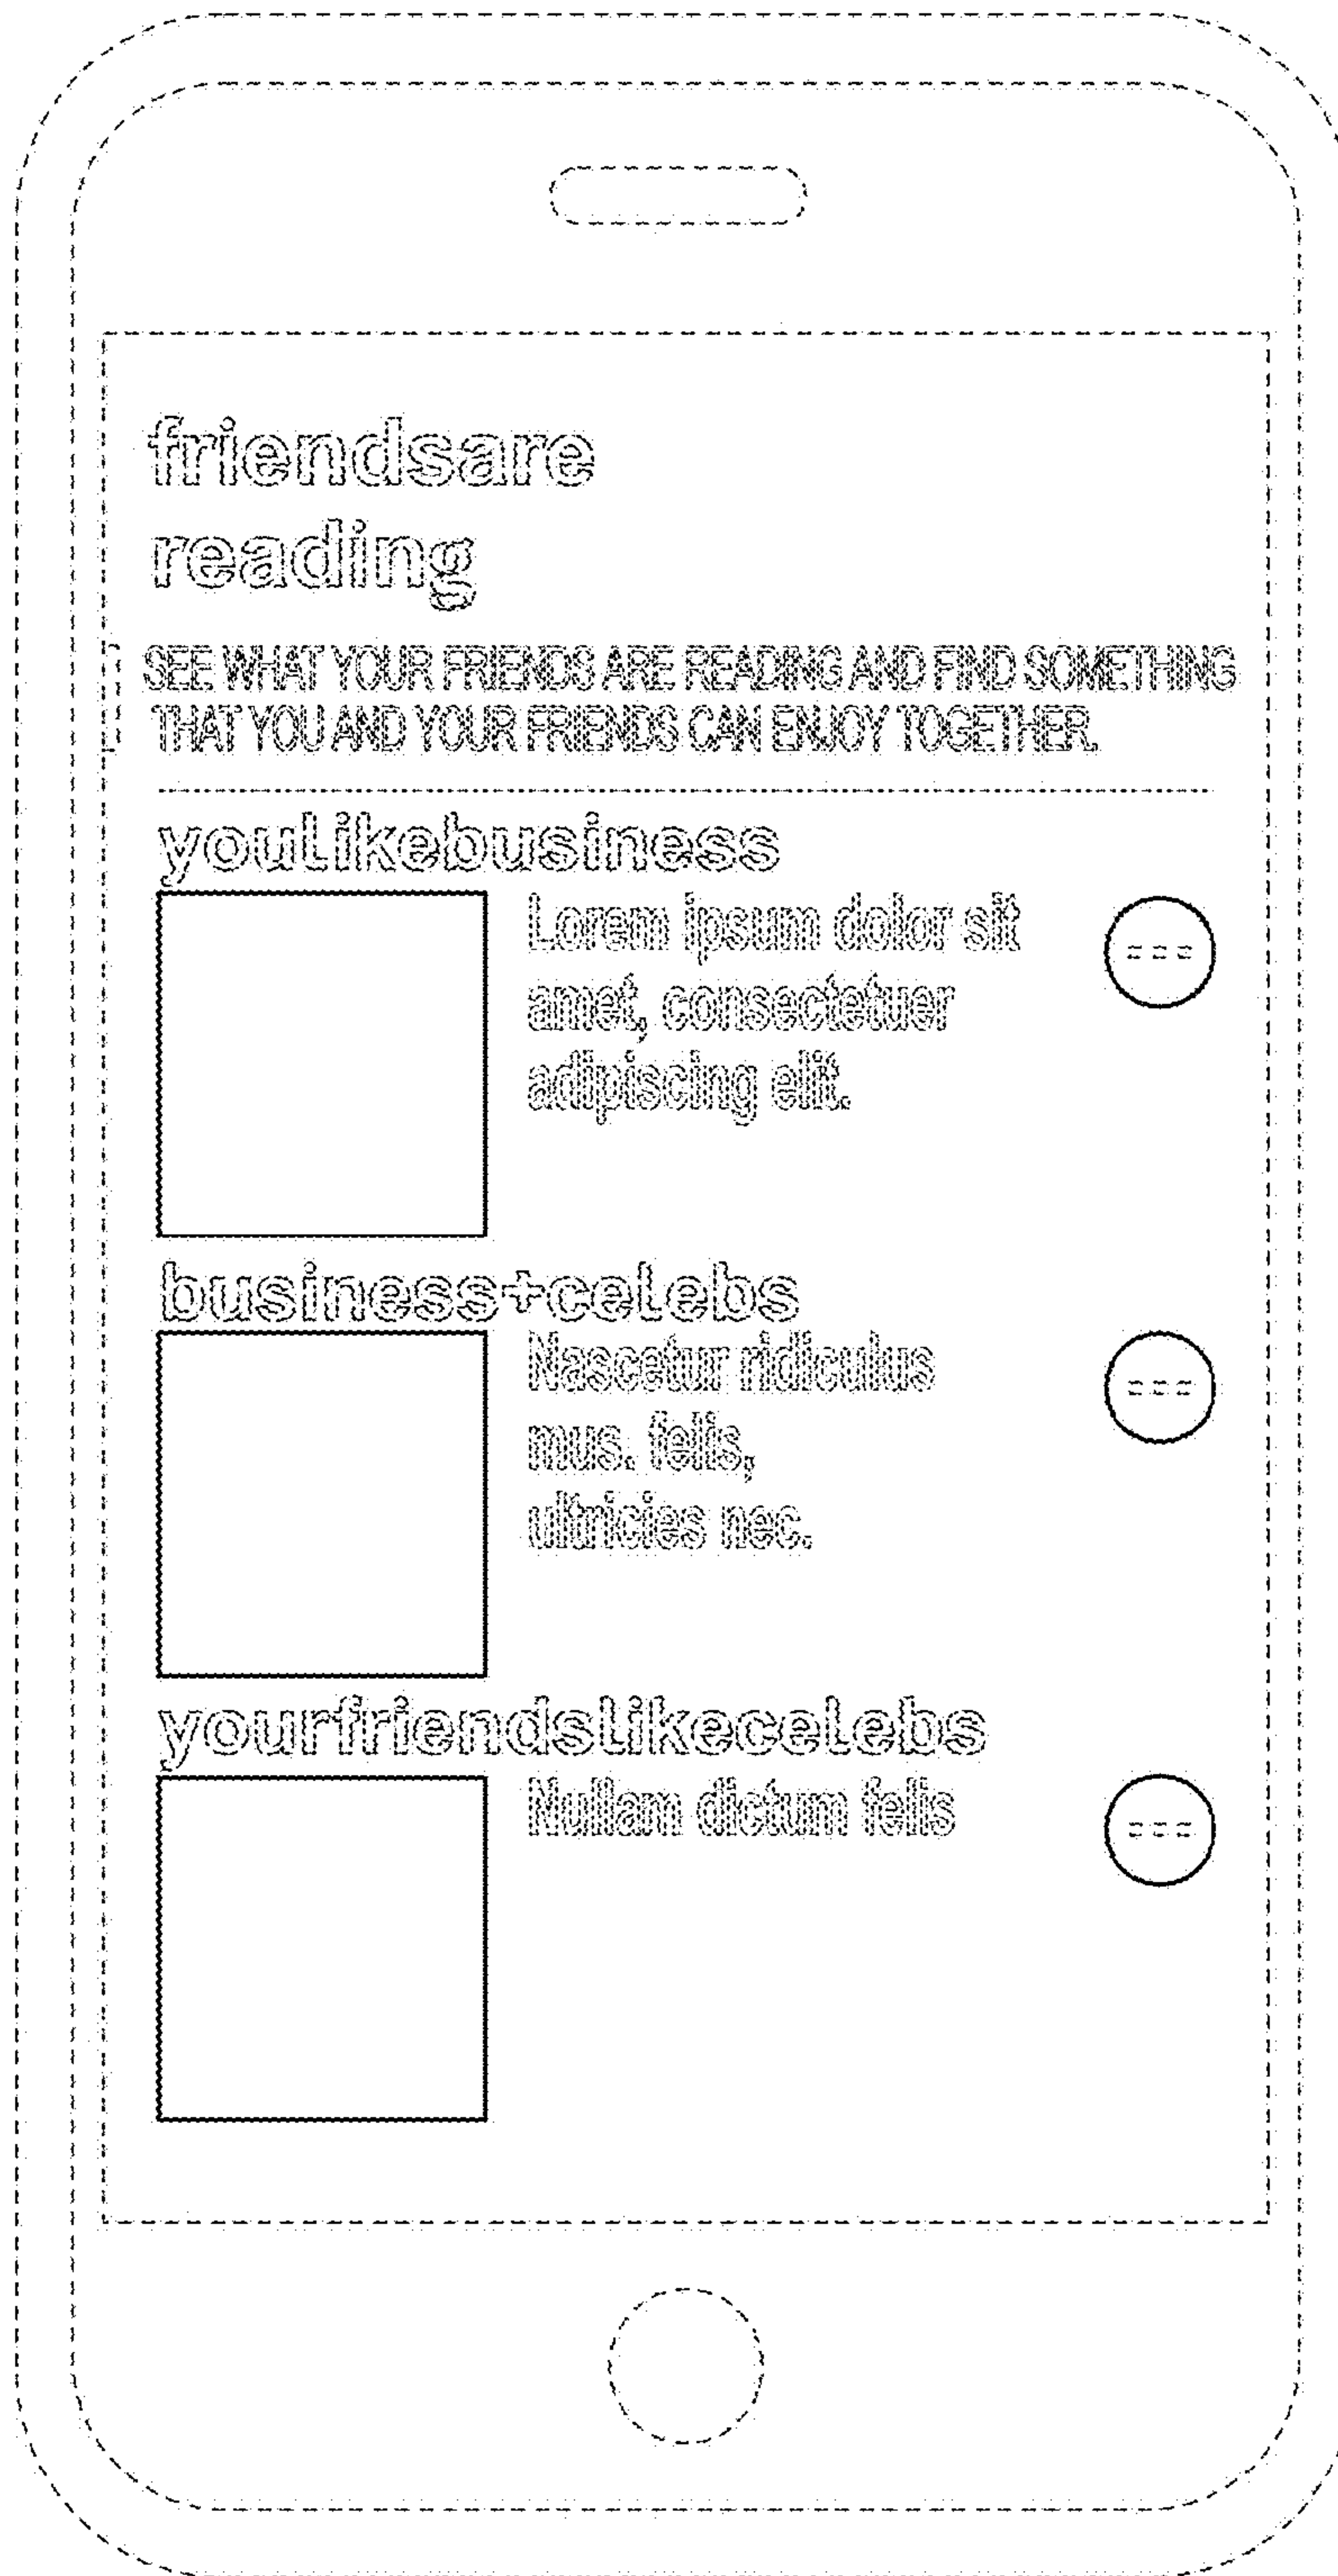 friendsare
reading
SEE WHAT YOUR FRIENDS ARE READING AND FIND SOMETHING
THAT YOU AND YOUR FRIENDS CAN ENJOY TOGETHER.
youlikebusiness
Lorem ipsum dolor sit
amet, consectetuer
adipiscing elit.
business+celebs
Nascetur ridiculus
mus. felis,
ultricies nec.
yourfriendslikecelebs
Nullam dictum felis